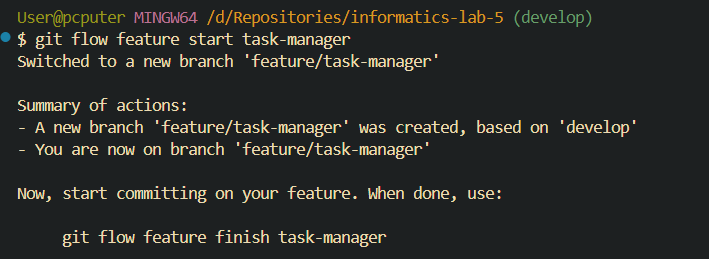 User@pcputer MINGW64 /d/Repositories/informatics-lab-5 (develop)
$ git flow feature start task-manager
Switched to a new branch 'feature/task-manager'
Summary of actions:
- A new branch 'feature/task-manager' was created, based on 'develop'
- You are now on branch 'feature/task-manager'
Now, start committing on your feature. When done, use:
git flow feature finish task-manager